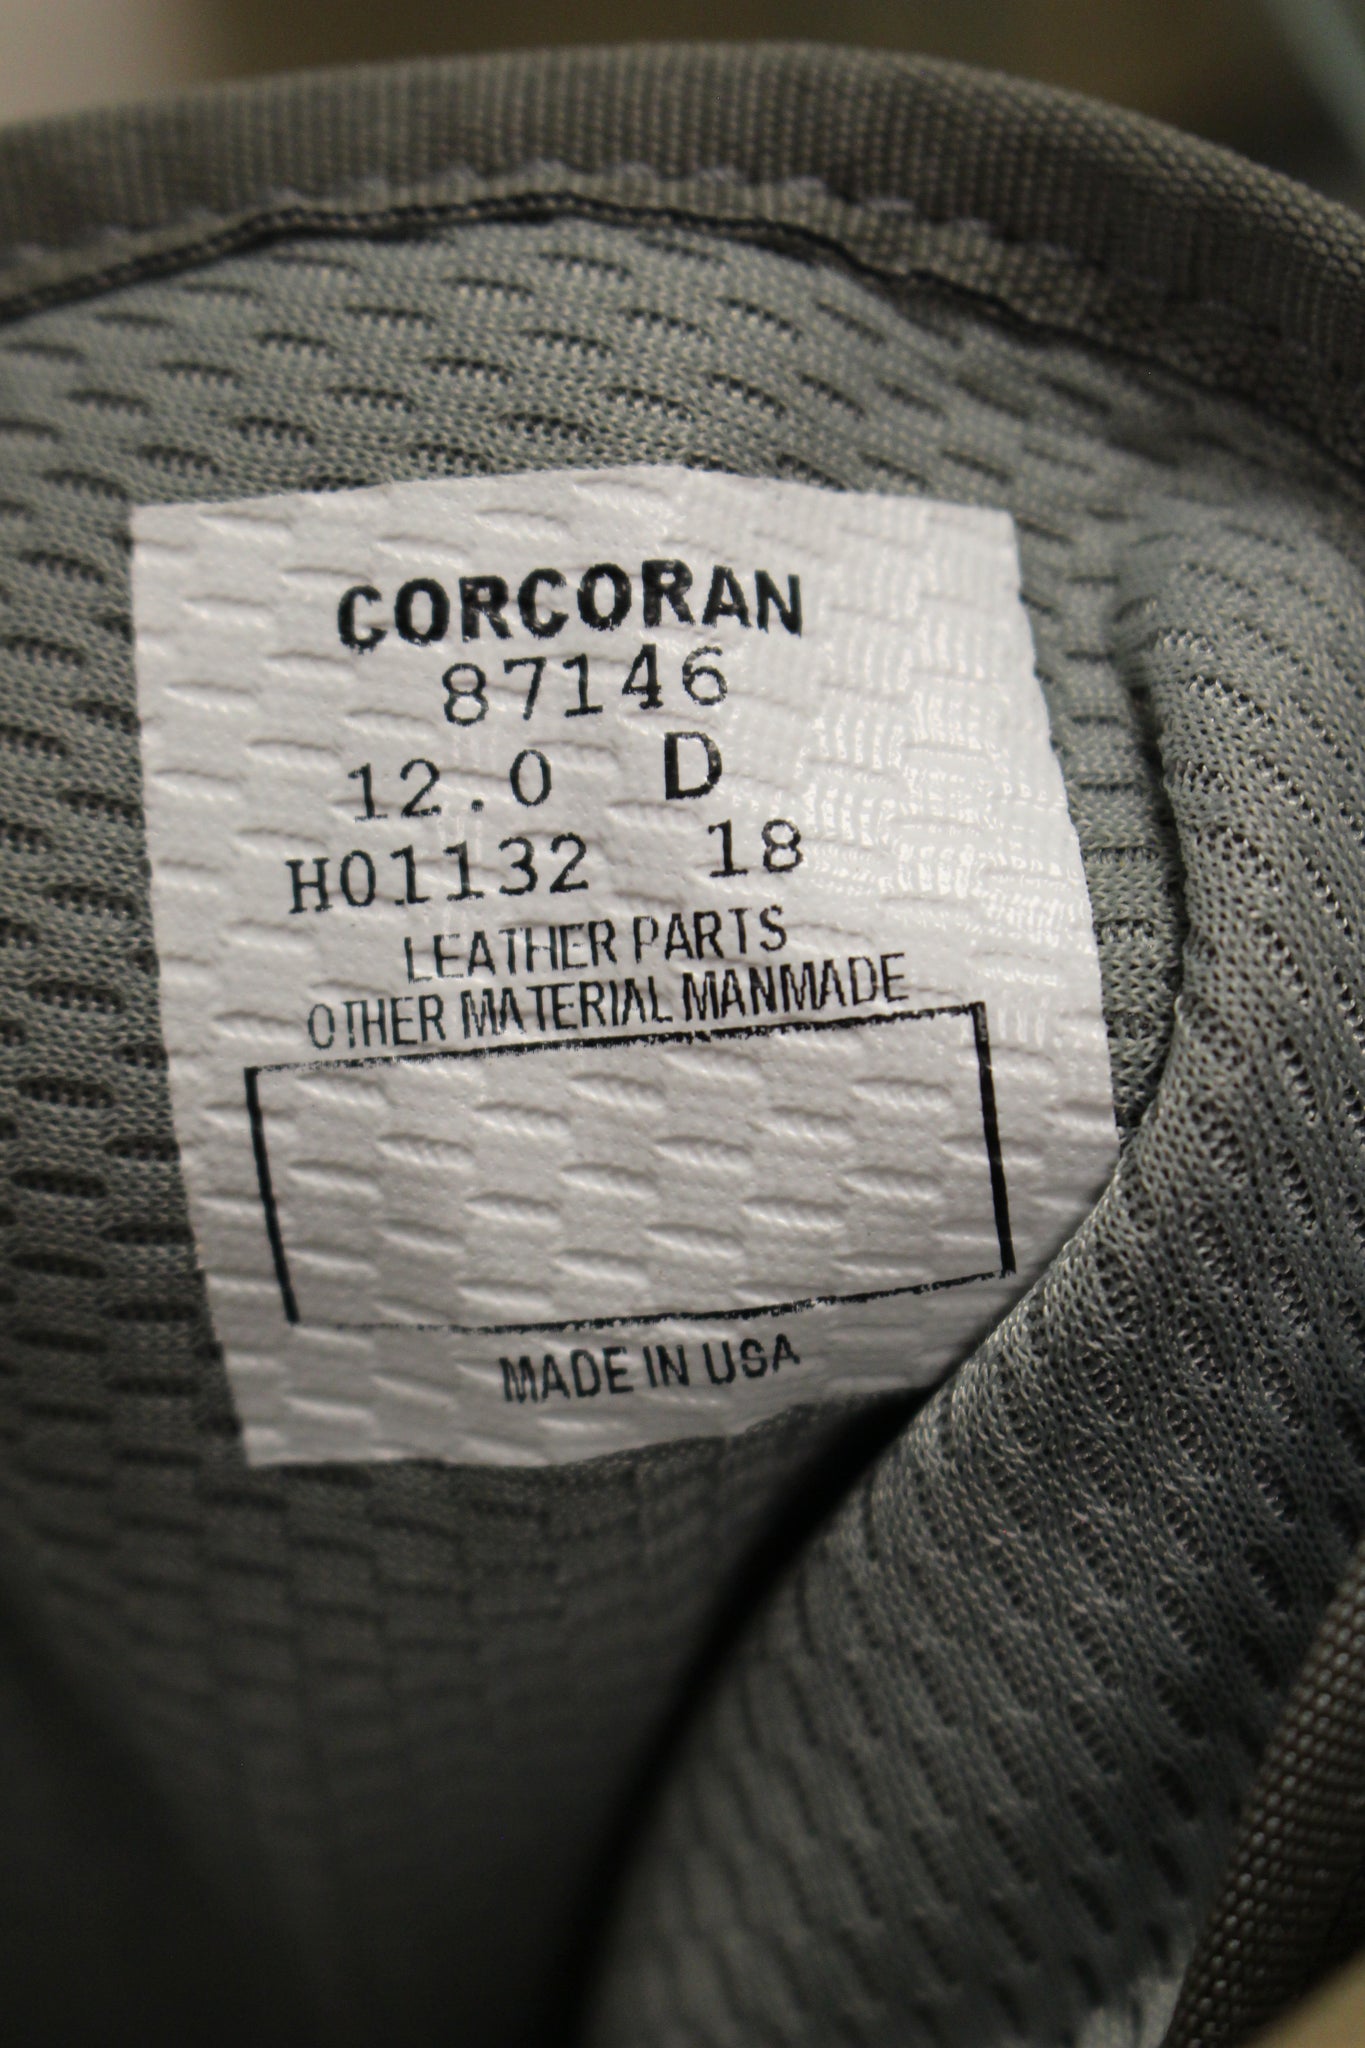 CORCORAN
87146
12.0 D
H01132 18
LEATHER PARTS
OTHER MATERIAL MANMADE
MADE IN USA